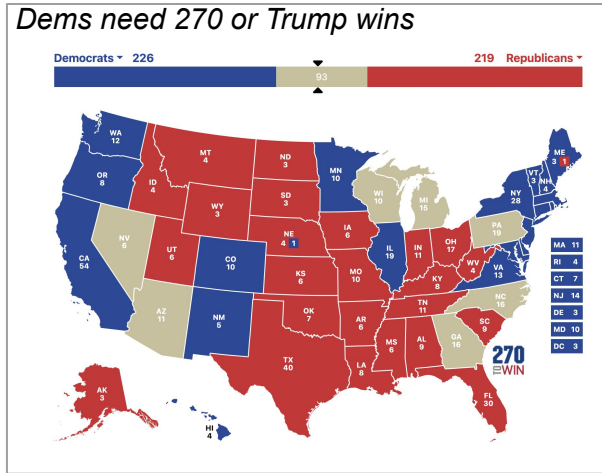 Dems need 270 or Trump wins
Democrats 226
93
219 Republicans
WA
12
OR
8
CA
54
NV
6
ID
4
MT
4
WY
3
UT
6
AZ
11
CO
10
NM
5
ND
3
SD
3
NE
4 1
KS
6
OK
7
TX
40
MN
10
IA
6
MO
10
AR
6
LA
8
WI
10
IL
19
MI
15
IN
11
OH
17
KY
8
TN
11
MS
6
AL
9
GA
16
FL
30
SC
9
NC
16
VA
13
WV
4
PA
19
NY
28
VT
3
NH
4
ME
3 1
MA 11
RI 4
CT 7
NJ 14
DE 3
MD 10
DC 3
AK
3
HI
4
270
TO WIN